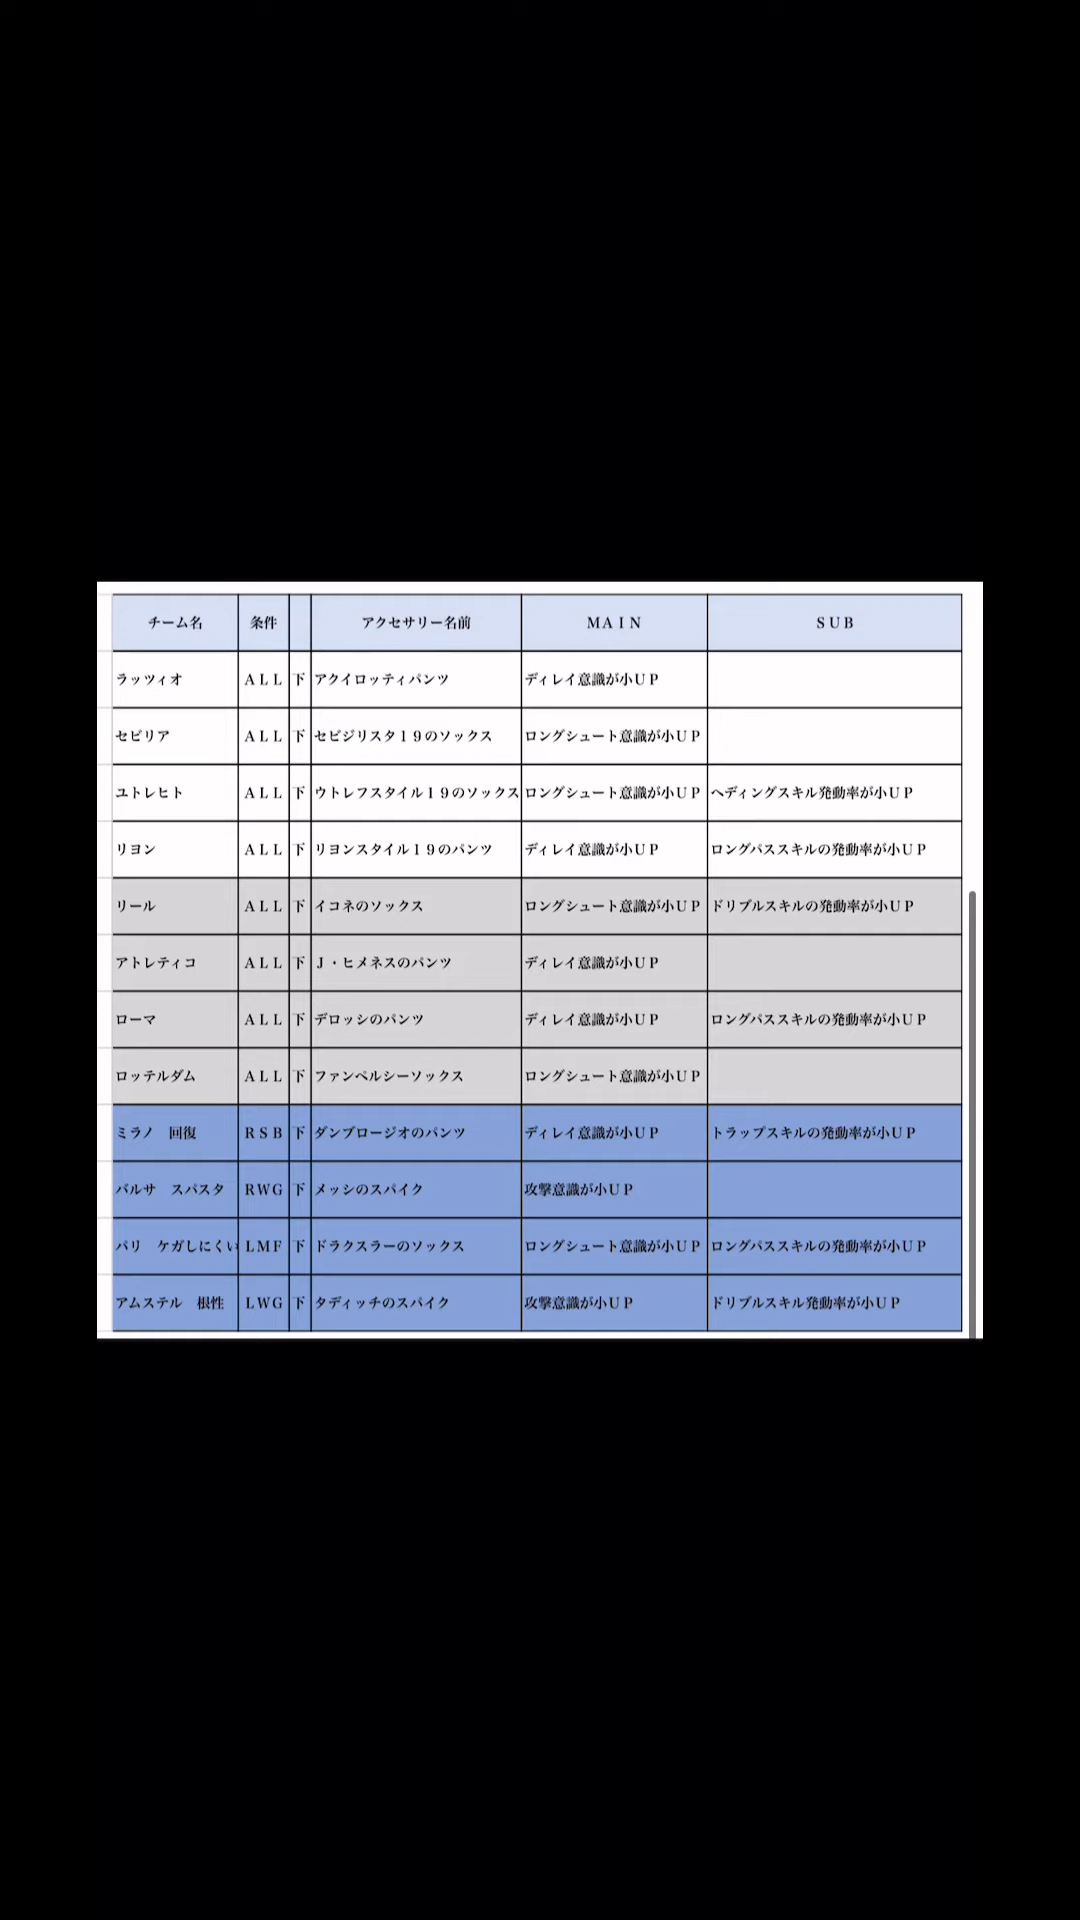 チーム名 条件 アクセサリー名前 ＭＡＩＮ ＳＵＢ
ラッツィオ ＡＬＬ 下 アクイロッティパンツ ディレイ意識が小ＵＰ
セビリア ＡＬＬ 下 セビジリスタ１９のソックス ロングシュート意識が小ＵＰ
ユトレヒト ＡＬＬ 下 ウトレフスタイル１９のソックス ロングシュート意識が小ＵＰ ヘディングスキル発動率が小ＵＰ
リヨン ＡＬＬ 下 リヨンスタイル１９のパンツ ディレイ意識が小ＵＰ ロングパススキルの発動率が小ＵＰ
リール ＡＬＬ 下 イコネのソックス ロングシュート意識が小ＵＰ ドリブルスキルの発動率が小ＵＰ
アトレティコ ＡＬＬ 下 Ｊ・ヒメネスのパンツ ディレイ意識が小ＵＰ
ローマ ＡＬＬ 下 デロッシのパンツ ディレイ意識が小ＵＰ ロングパススキルの発動率が小ＵＰ
ロッテルダム ＡＬＬ 下 ファンペルシーソックス ロングシュート意識が小ＵＰ
ミラノ　回復 ＲＳＢ 下 ダンブロージオのパンツ ディレイ意識が小ＵＰ トラップスキルの発動率が小ＵＰ
バルサ　スパスタ ＲＷＧ 下 メッシのスパイク 攻撃意識が小ＵＰ
パリ　ケガしにくい ＬＭＦ 下 ドラクスラーのソックス ロングシュート意識が小ＵＰ ロングパススキルの発動率が小ＵＰ
アムステル　根性 ＬＷＧ 下 タディッチのスパイク 攻撃意識が小ＵＰ ドリブルスキル発動率が小ＵＰ